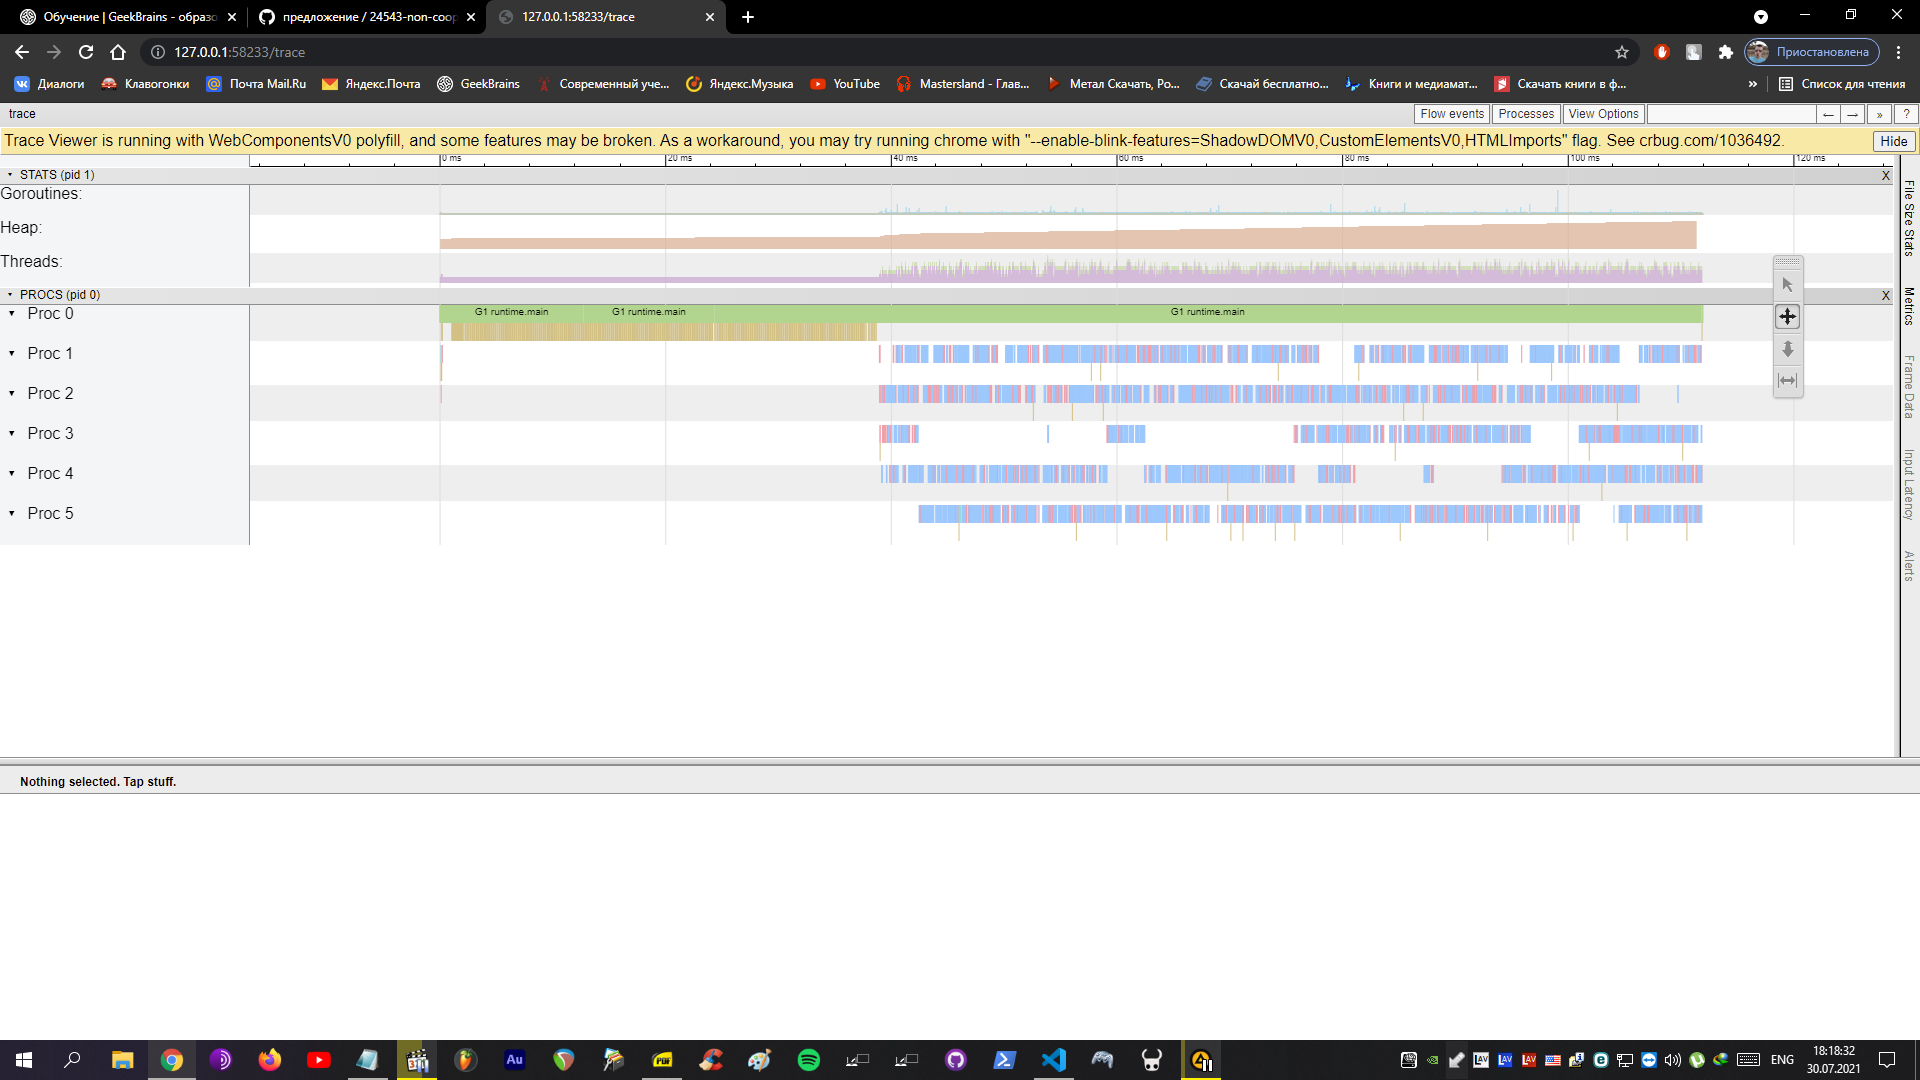 Обучение | GeekBrains - образо
предложение / 24543-non-coop
127.0.0.1:58233/trace
127.0.0.1:58233/trace
Приостановлена
Диалоги
Клавогонки
Почта Mail.Ru
Яндекс.Почта
GeekBrains
Современный уче...
Яндекс.Музыка
YouTube
Mastersland - Глав...
Метал Скачать, Ро...
Скачай бесплатно...
Книги и медиамат...
Скачать книги в ф...
»
Список для чтения
trace
Flow events
Processes
View Options
←
→
»
?
Trace Viewer is running with WebComponentsV0 polyfill, and some features may be broken. As a workaround, you may try running chrome with "--enable-blink-features=ShadowDOMV0,CustomElementsV0,HTMLImports" flag. See crbug.com/1036492.
Hide
0 ms
20 ms
40 ms
60 ms
80 ms
100 ms
120 ms
STATS (pid 1)
X
Goroutines:
Heap:
Threads:
PROCS (pid 0)
X
Proc 0
G1 runtime.main
G1 runtime.main
G1 runtime.main
Proc 1
Proc 2
Proc 3
Proc 4
Proc 5
File Size Stats
Metrics
Frame Data
Input Latency
Alerts
Nothing selected. Tap stuff.
Au
PDF
LAV
LAV
LAV
ENG
18:18:32
30.07.2021